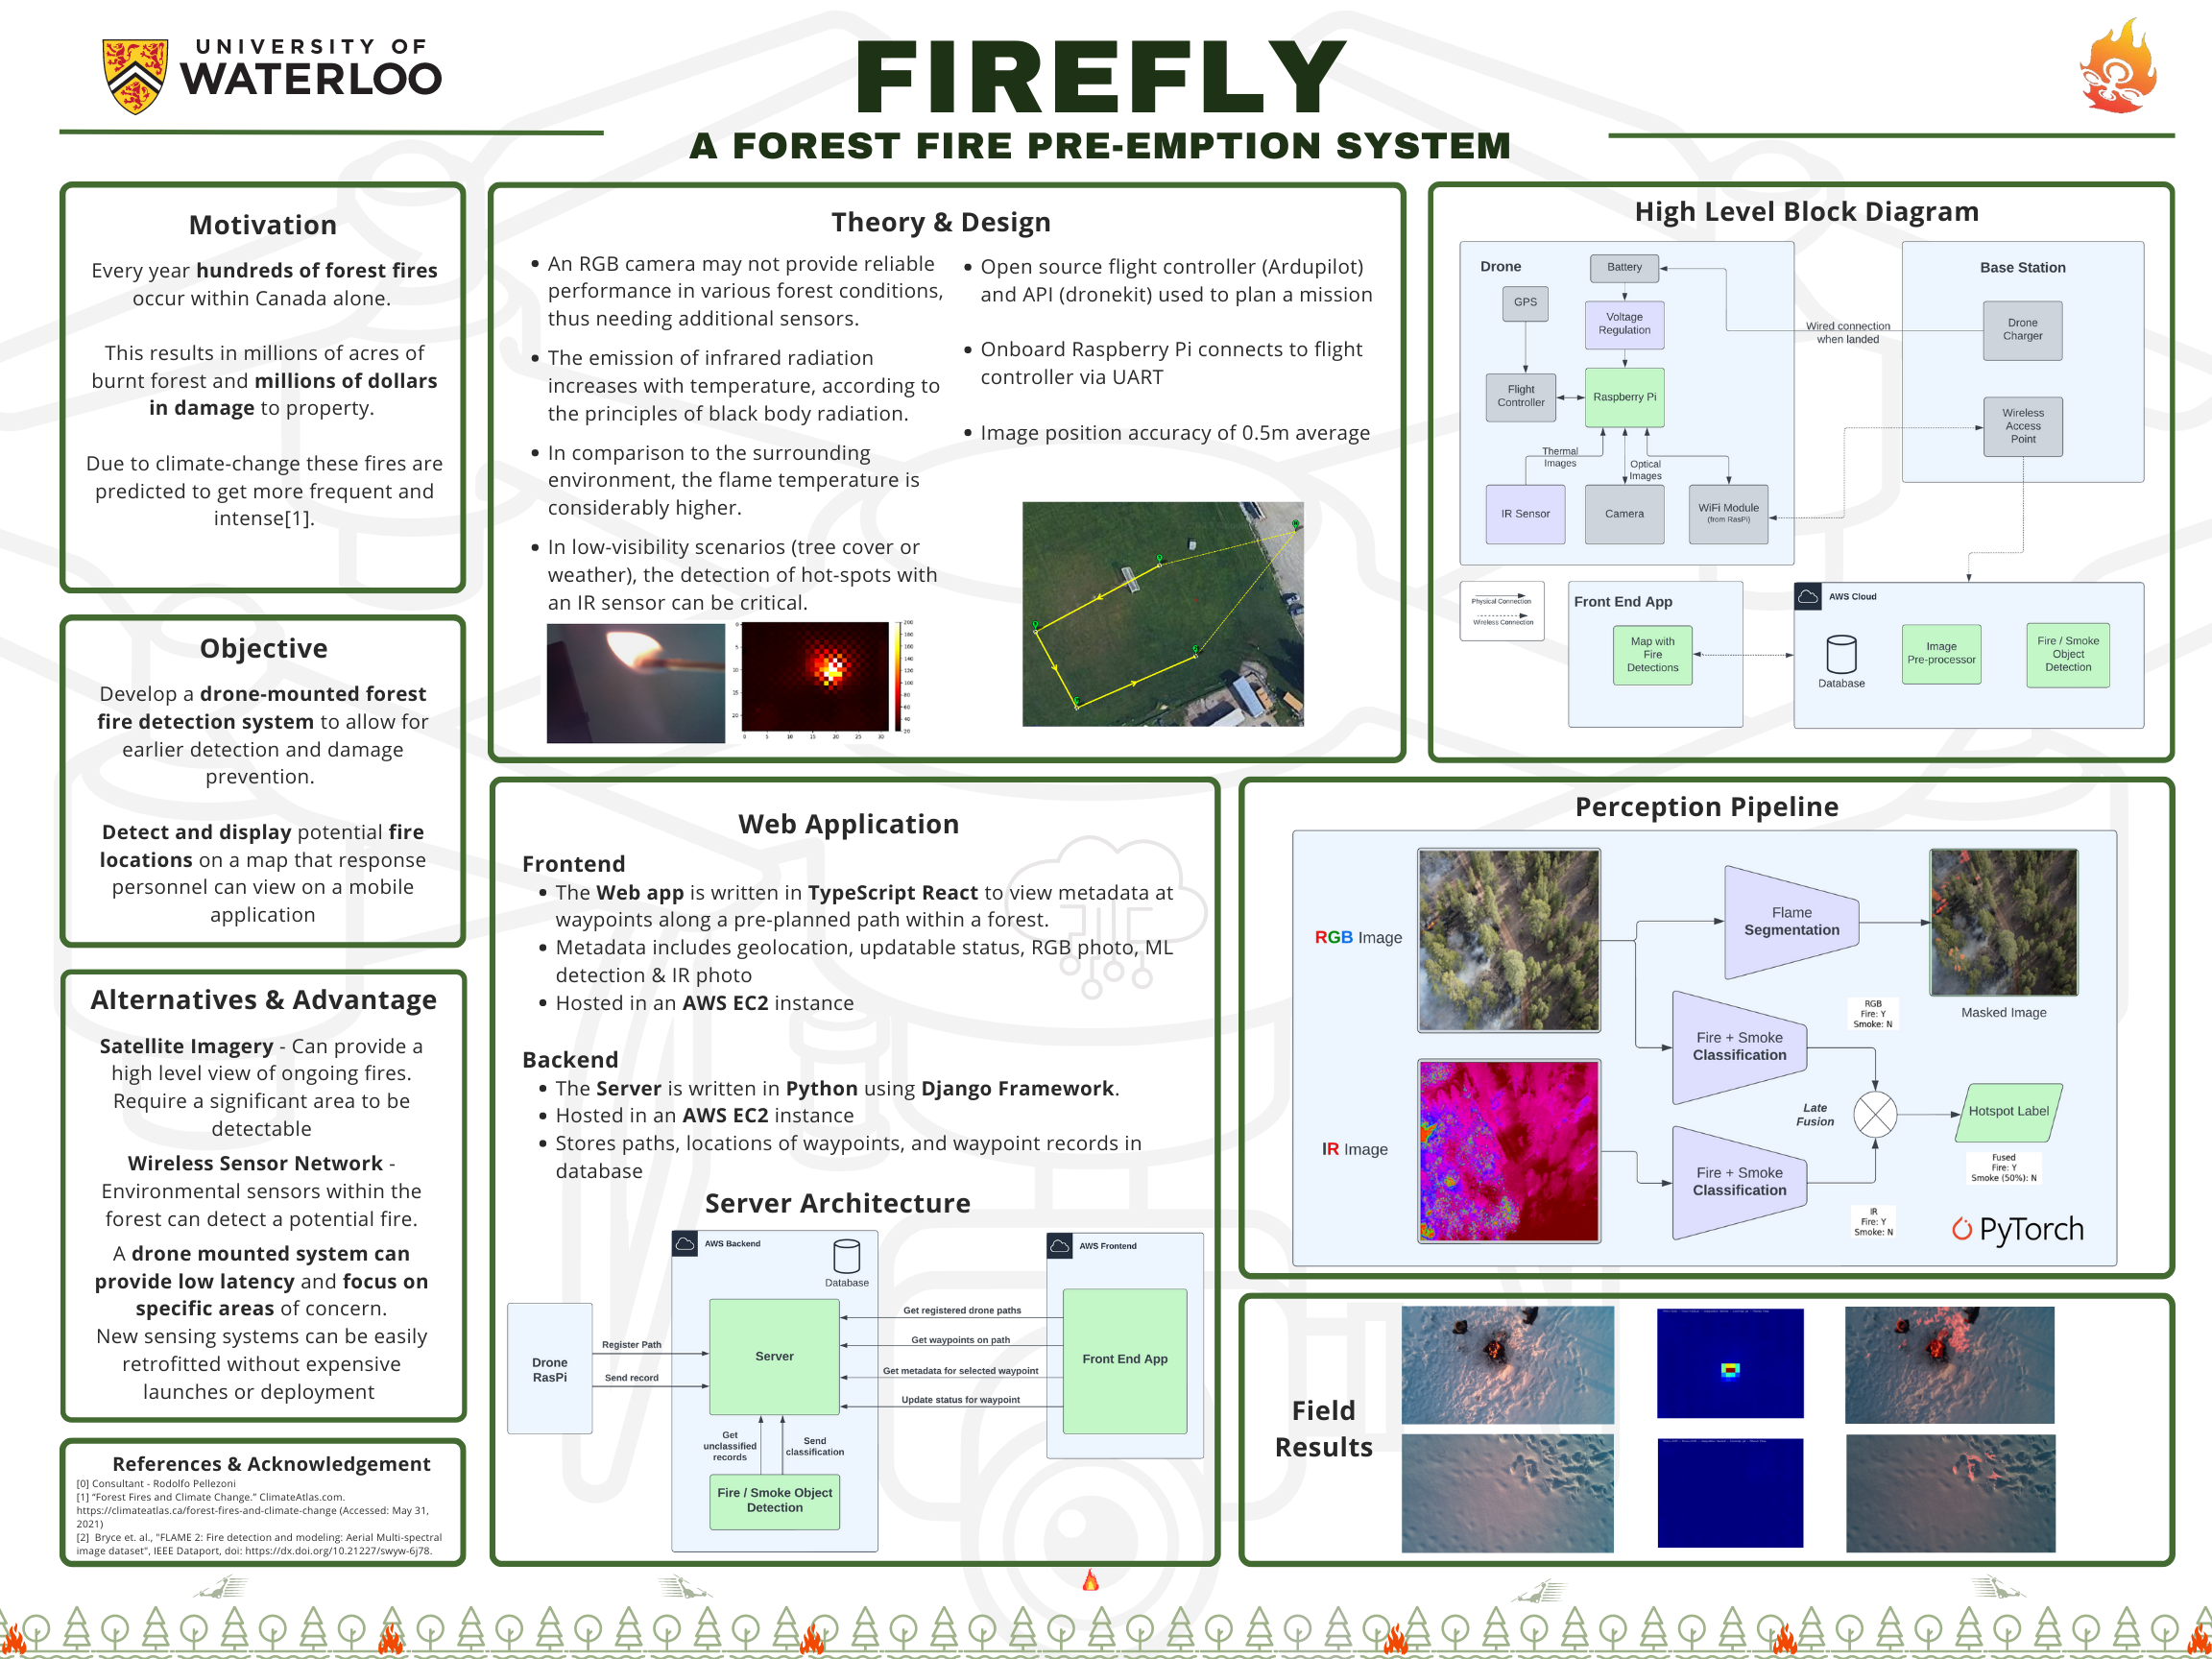 UNIVERSITY OF
WATERLOO
FIREFLY
A FOREST FIRE PRE-EMPTION SYSTEM
Motivation
Every year hundreds of forest fires
occur within Canada alone.
This results in millions of acres of
burnt forest and millions of dollars
in damage to property.
Due to climate-change these fires are
predicted to get more frequent and
intense[1].
Objective
Develop a drone-mounted forest
fire detection system to allow for
earlier detection and damage
prevention.
Detect and display potential fire
locations on a map that response
personnel can view on a mobile
application
Alternatives & Advantage
Satellite Imagery - Can provide a
high level view of ongoing fires.
Require a significant area to be
detectable
Wireless Sensor Network -
Environmental sensors within the
forest can detect a potential fire.
A drone mounted system can
provide low latency and focus on
specific areas of concern.
New sensing systems can be easily
retrofitted without expensive
launches or deployment
References & Acknowledgement
[0] Consultant - Rodolfo Pellezoni
[1] "Forest Fires and Climate Change." ClimateAtlas.com.
https://climateatlas.ca/forest-fires-and-climate-change (Accessed: May 31,
2021)
[2] Bryce et. al., "FLAME 2: Fire detection and modeling: Aerial Multi-spectral
image dataset", IEEE Dataport, doi: https://dx.doi.org/10.21227/swyw-6j78.
Theory & Design
• An RGB camera may not provide reliable
performance in various forest conditions,
thus needing additional sensors.
• The emission of infrared radiation
increases with temperature, according to
the principles of black body radiation.
• In comparison to the surrounding
environment, the flame temperature is
considerably higher.
• In low-visibility scenarios (tree cover or
weather), the detection of hot-spots with
an IR sensor can be critical.
0
5
10
15
20
0 5 10 15 20 25 30
200
180
160
140
120
100
80
60
40
20
• Open source flight controller (Ardupilot)
and API (dronekit) used to plan a mission
• Onboard Raspberry Pi connects to flight
controller via UART
• Image position accuracy of 0.5m average
High Level Block Diagram
Drone
Battery
GPS
Voltage
Regulation
Flight
Controller
Raspberry Pi
Thermal
Images
Optical
Images
IR Sensor
Camera
WiFi Module
(from RasPi)
Wired connection
when landed
Base Station
Drone
Charger
Wireless
Access
Point
Physical Connection
Wireless Connection
Front End App
Map with
Fire
Detections
AWS Cloud
Database
Image
Pre-processor
Fire / Smoke
Object
Detection
Web Application
Frontend
• The Web app is written in TypeScript React to view metadata at
waypoints along a pre-planned path within a forest.
• Metadata includes geolocation, updatable status, RGB photo, ML
detection & IR photo
• Hosted in an AWS EC2 instance
Backend
• The Server is written in Python using Django Framework.
• Hosted in an AWS EC2 instance
• Stores paths, locations of waypoints, and waypoint records in
database
Server Architecture
AWS Backend
Database
Drone
RasPi
Register Path
Send record
Server
Get
unclassified
records
Send
classification
Fire / Smoke Object
Detection
Get registered drone paths
Get waypoints on path
Get metadata for selected waypoint
Update status for waypoint
AWS Frontend
Front End App
Perception Pipeline
RGB Image
Flame
Segmentation
Masked Image
Fire + Smoke
Classification
RGB
Fire: Y
Smoke: N
Late
Fusion
Hotspot Label
Fused
Fire: Y
Smoke (50%): N
IR Image
Fire + Smoke
Classification
IR
Fire: Y
Smoke: N
PyTorch
Field
Results